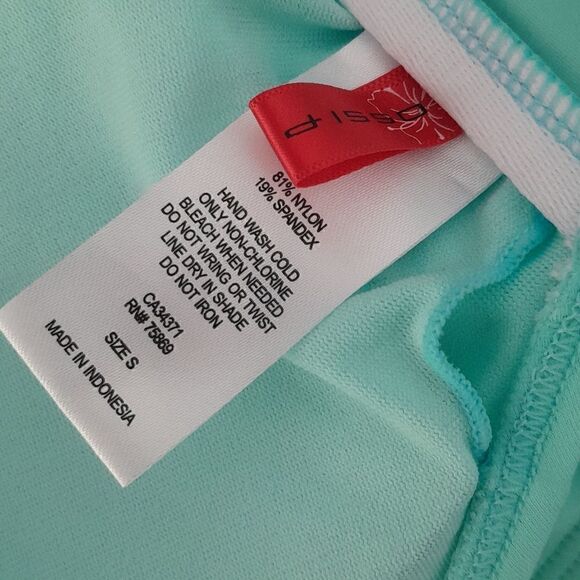 81% NYLON
19% SPANDEX
HAND WASH COLD
ONLY NON-CHLORINE
BLEACH WHEN NEEDED
DO NOT WRING OR TWIST
LINE DRY IN SHADE
DO NOT IRON
CA34371
RN# 75869
SIZE S
MADE IN INDONESIA